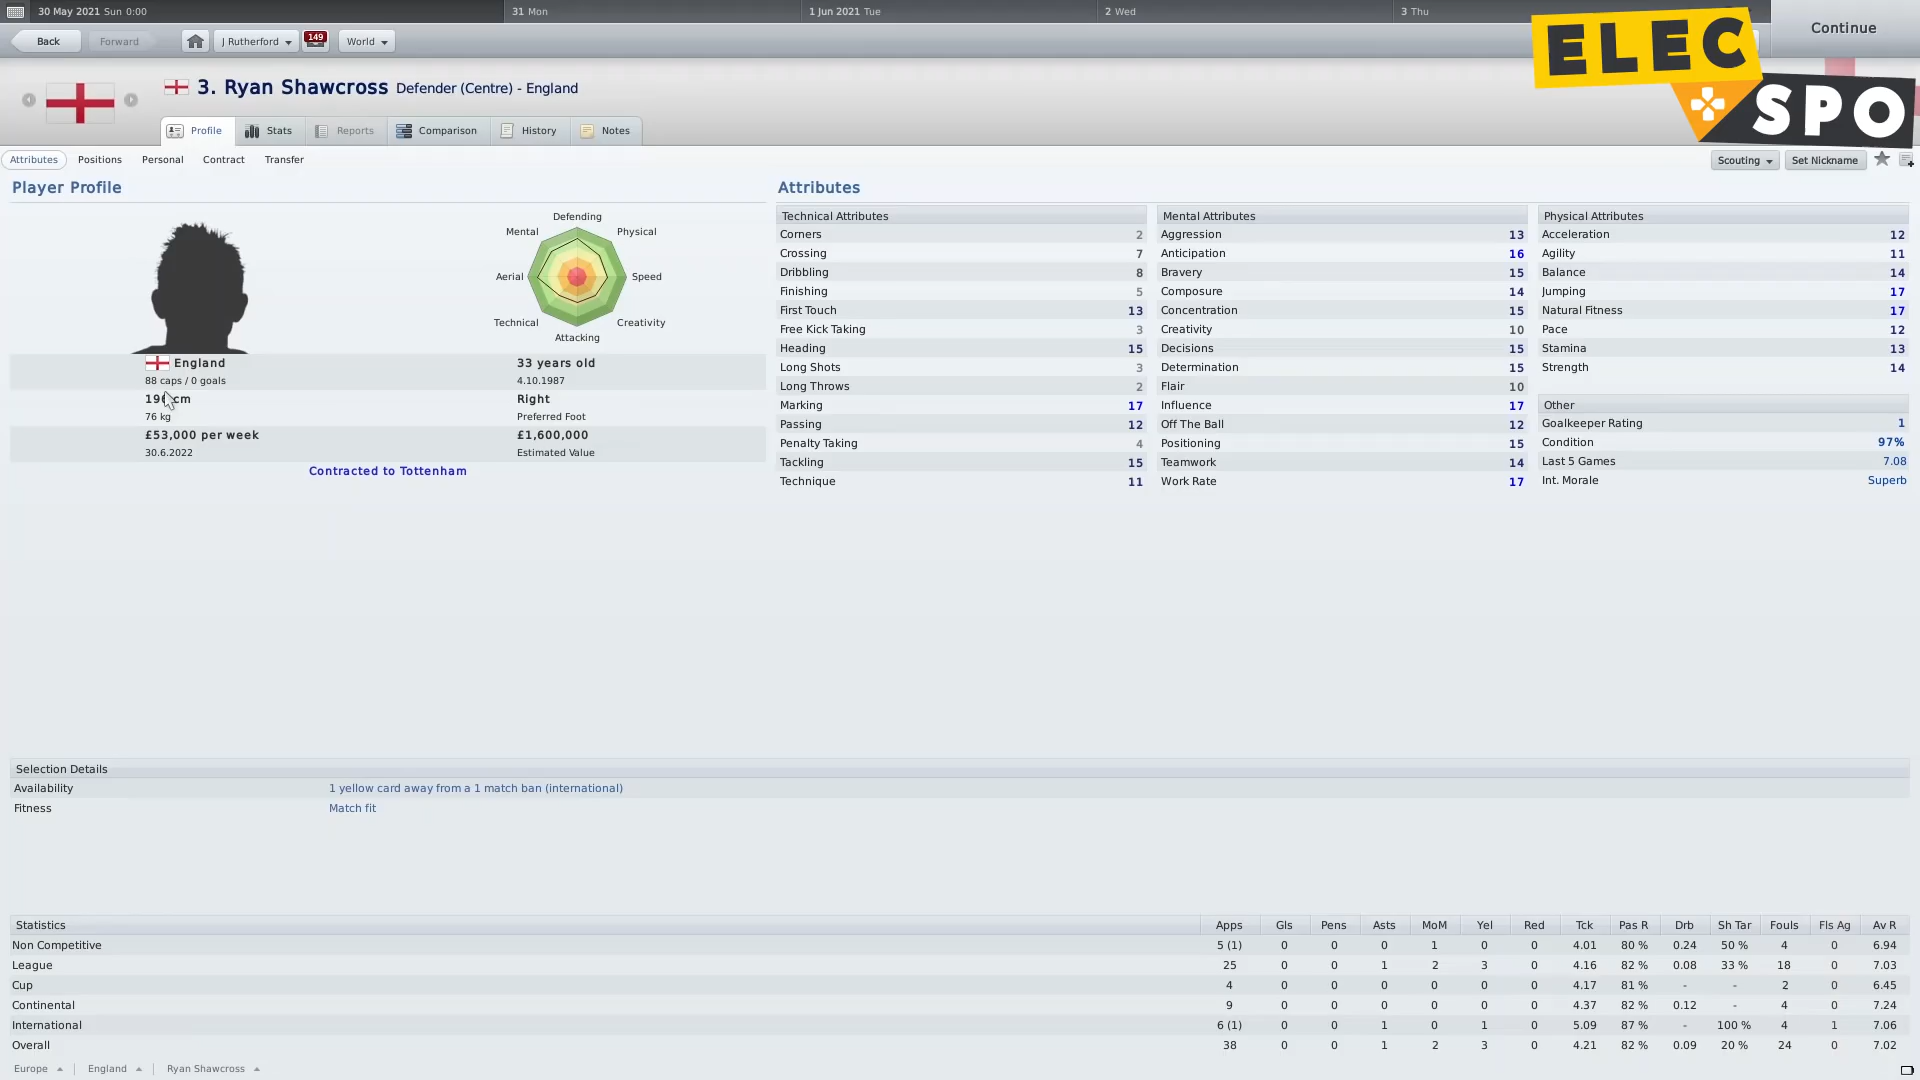 30 May 2021 Sun 0:00 31 Mon 1 Jun 2021 Tue 2 Wed 3 Thu
Back Forward J Rutherford 149 World Continue
ELEC
SPO
3. Ryan Shawcross Defender (Centre) - England
Profile Stats Reports Comparison History Notes
Attributes Positions Personal Contract Transfer Scouting Set Nickname
Player Profile
Defending
Mental Physical
Aerial Speed
Technical Creativity
Attacking
England 33 years old
88 caps / 0 goals 4.10.1987
cm Right
76 kg Preferred Foot
£53,000 per week £1,600,000
30.6.2022 Estimated Value
Contracted to Tottenham
Attributes
Technical Attributes
Corners 2
Crossing 7
Dribbling 8
Finishing 5
First Touch 13
Free Kick Taking 3
Heading 15
Long Shots 3
Long Throws 2
Marking 17
Passing 12
Penalty Taking 4
Tackling 15
Technique 11
Mental Attributes
Aggression 13
Anticipation 16
Bravery 15
Composure 14
Concentration 15
Creativity 10
Decisions 15
Determination 15
Flair 10
Influence 17
Off The Ball 12
Positioning 15
Teamwork 14
Work Rate 17
Physical Attributes
Acceleration 12
Agility 11
Balance 14
Jumping 17
Natural Fitness 17
Pace 12
Stamina 13
Strength 14
Other
Goalkeeper Rating 1
Condition 97%
Last 5 Games 7.08
Int. Morale Superb
Selection Details
Availability 1 yellow card away from a 1 match ban (international)
Fitness Match fit
Statistics Apps Gls Pens Asts MoM Yel Red Tck Pas R Drb Sh Tar Fouls Fls Ag Av R
Non Competitive 5 (1) 0 0 0 1 0 0 4.01 80 % 0.24 50 % 4 0 6.94
League 25 0 0 1 2 3 0 4.16 82 % 0.08 33 % 18 0 7.03
Cup 4 0 0 0 0 0 0 4.17 81 % - - 2 0 6.45
Continental 9 0 0 0 0 0 0 4.37 82 % 0.12 - 4 0 7.24
International 6 (1) 0 0 1 0 1 0 5.09 87 % - 100 % 4 1 7.06
Overall 38 0 0 1 2 3 0 4.21 82 % 0.09 20 % 24 0 7.02
Europe England Ryan Shawcross